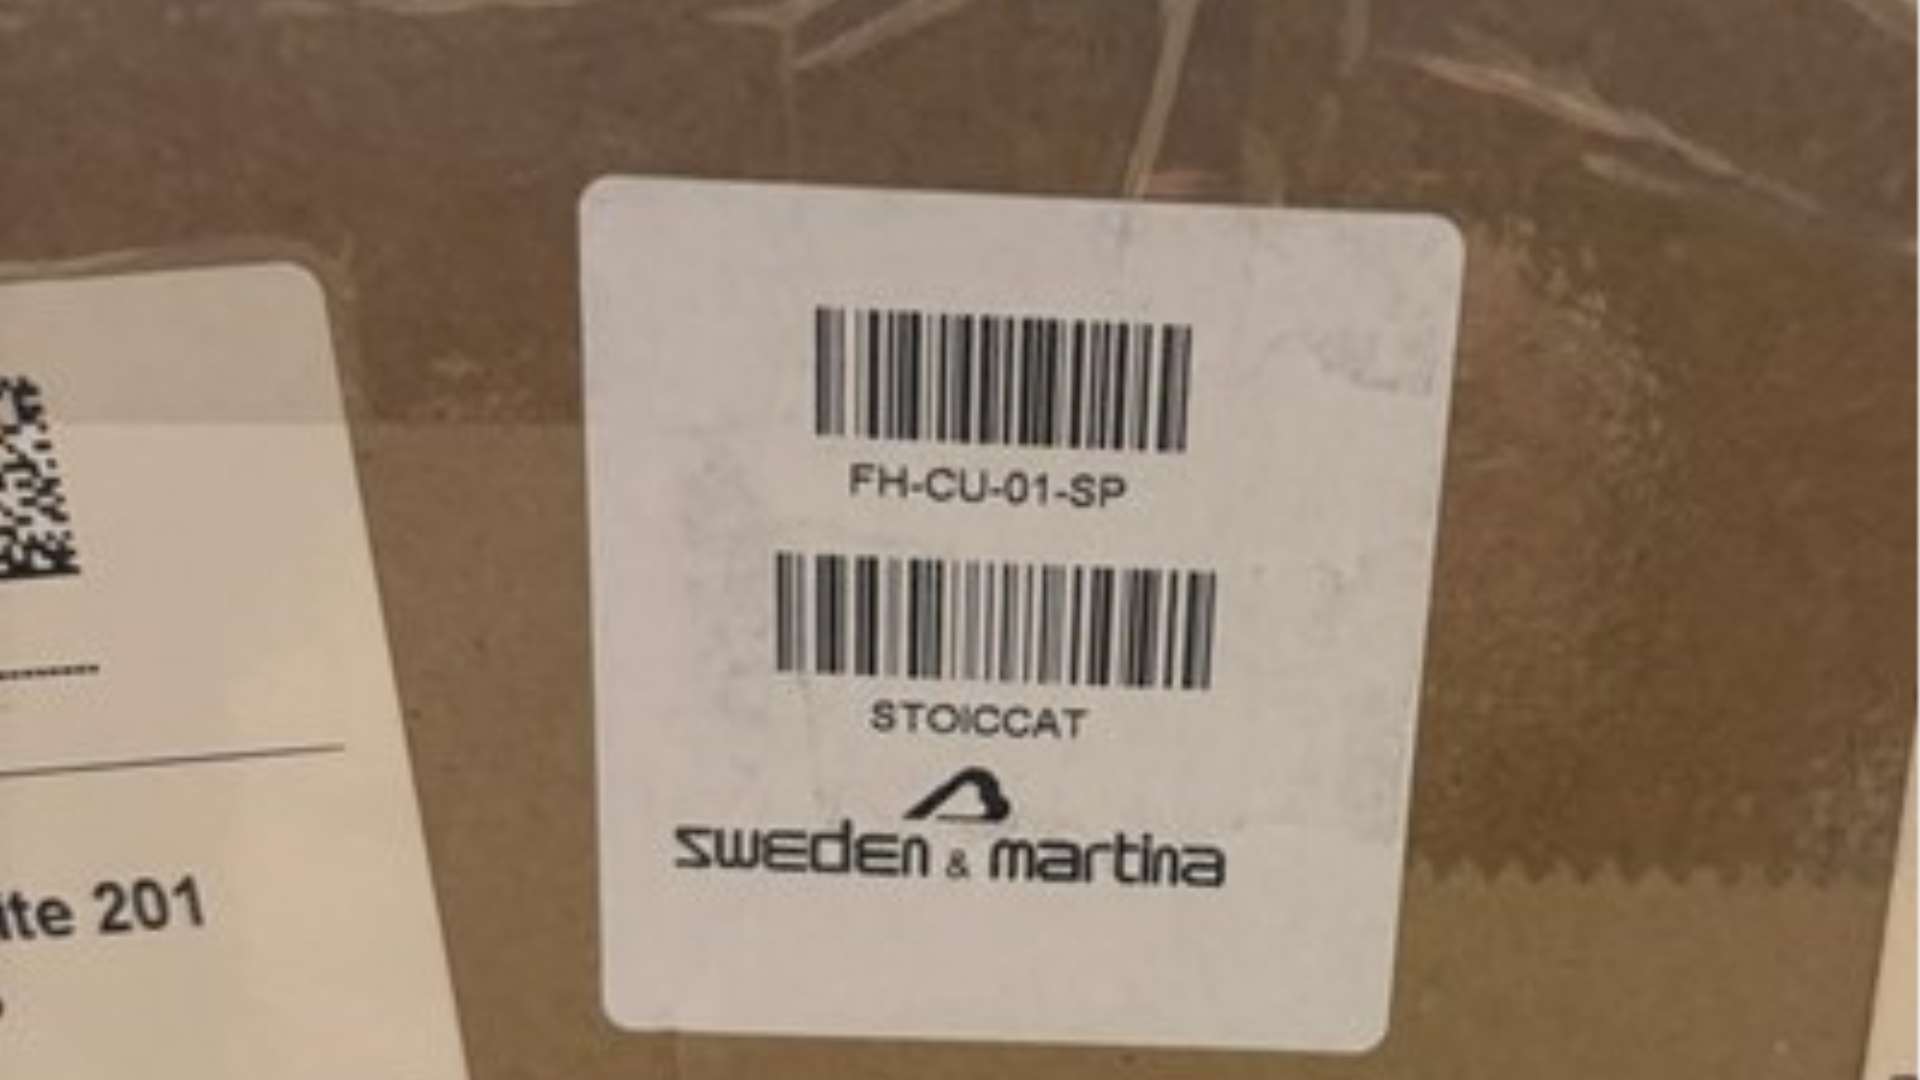 FH-CU-01-SP
STOICCAT
sweden & martina
201